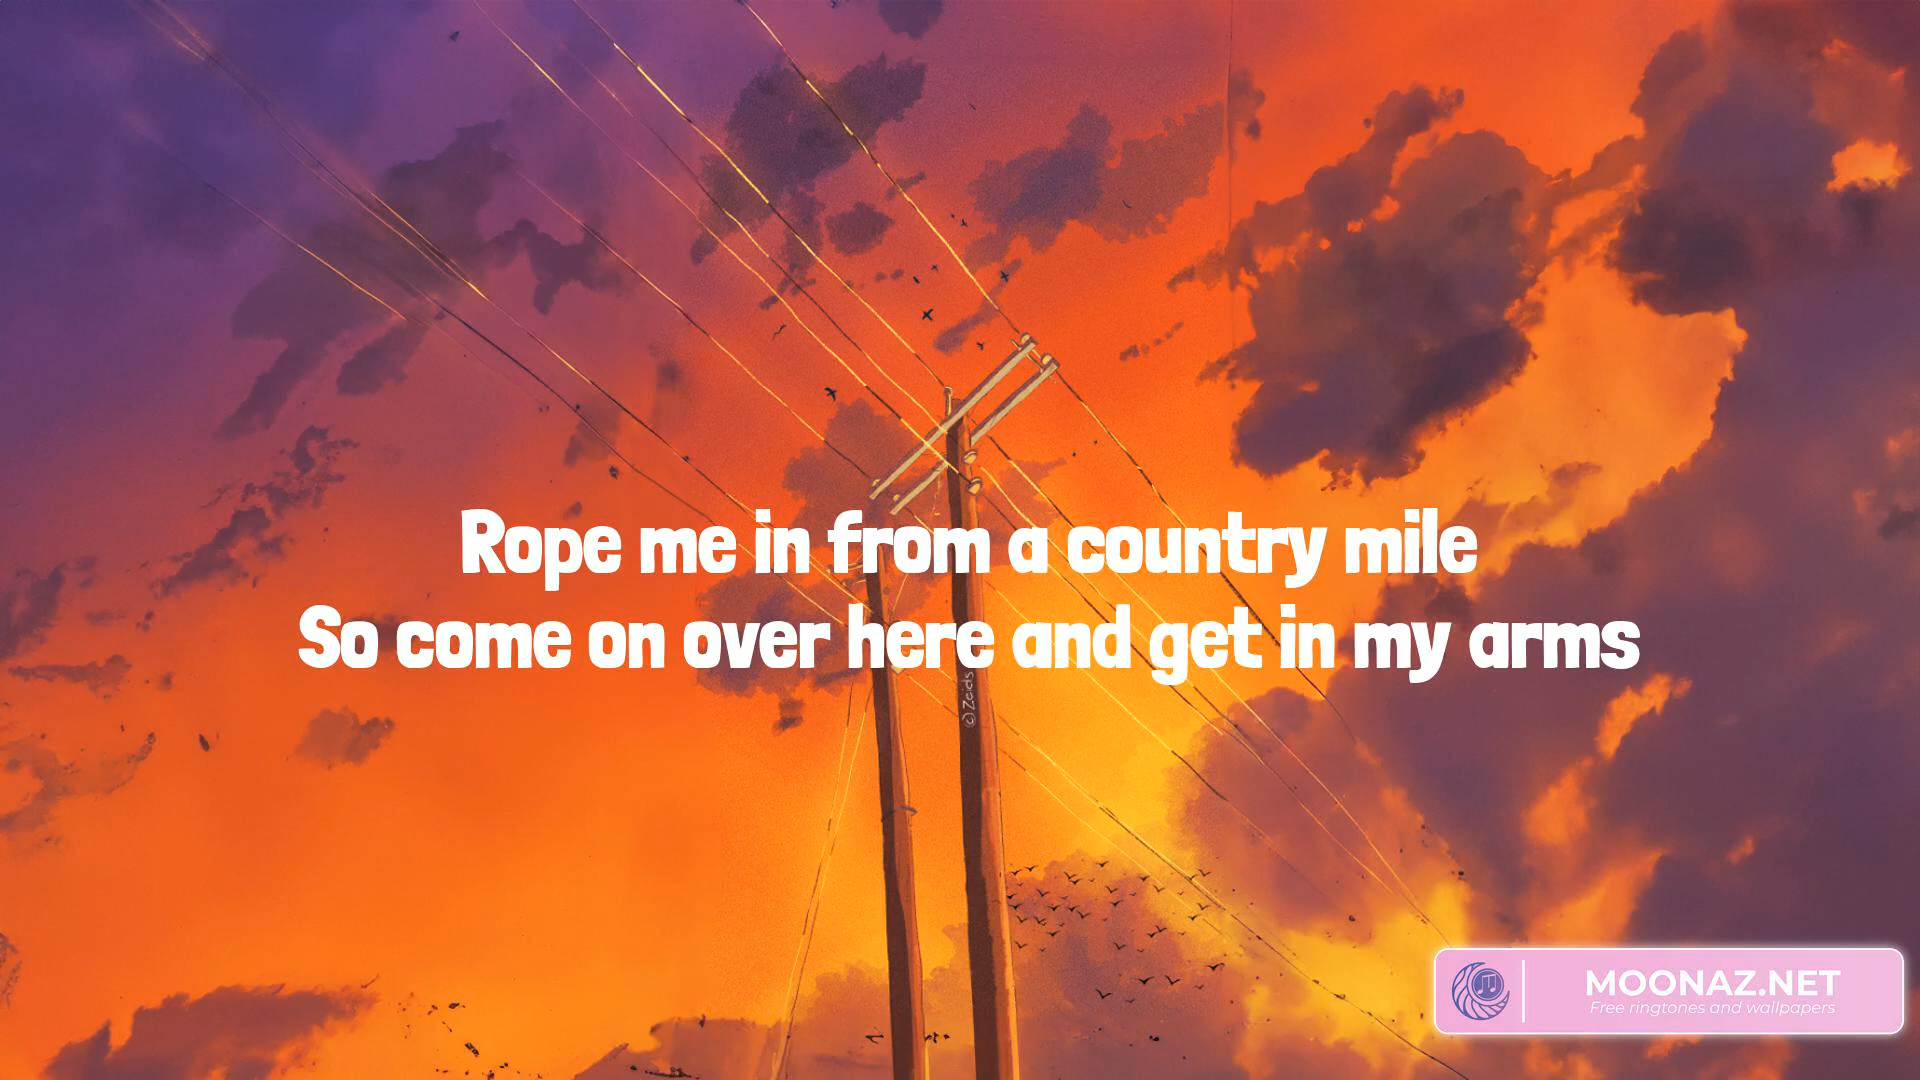 Rope me in from a country mile
So come on over here and get in my arms
(c) Zaids
MOONAZ.NET
Free ringtones and wallpapers